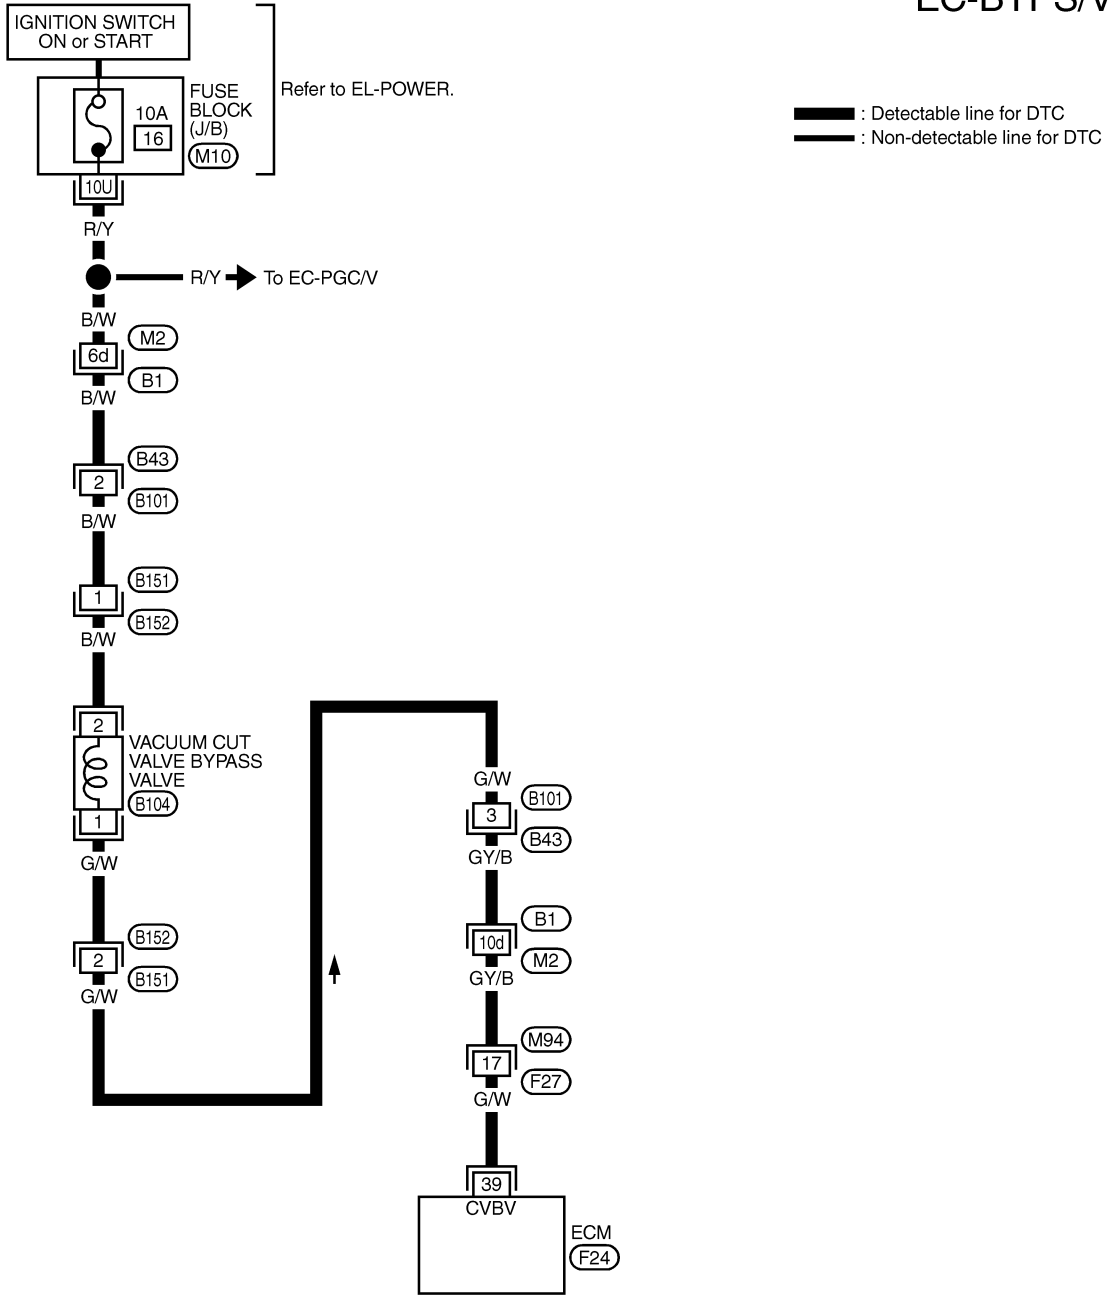 IGNITION SWITCH
ON or START
10A
16
FUSE
BLOCK
(J/B)
M10
Refer to EL-POWER.
: Detectable line for DTC
: Non-detectable line for DTC
10U
R/Y
R/Y
To EC-PGC/V
B/W
M2
6d
B1
B/W
B43
2
B101
B/W
B151
1
B152
B/W
2
VACUUM CUT
VALVE BYPASS
VALVE
B104
1
G/W
B152
2
B151
G/W
G/W
B101
3
B43
GY/B
B1
10d
M2
GY/B
M94
17
F27
G/W
39
CVBV
ECM
F24